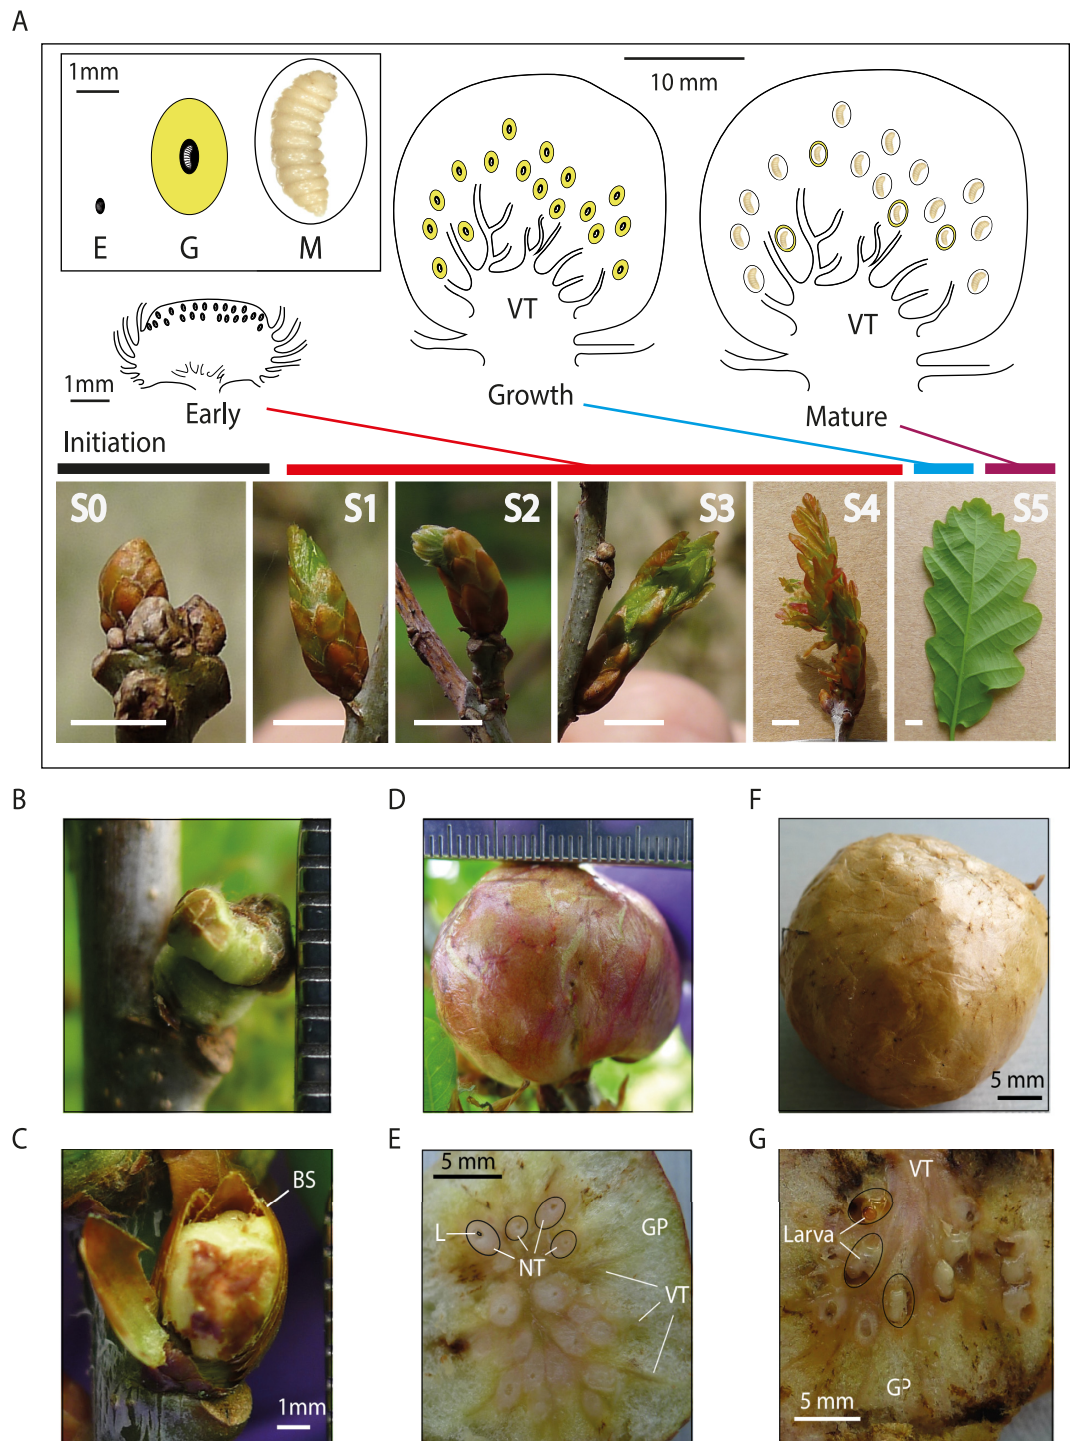 A
1mm
E
G
M
10 mm
VT
VT
1mm
Early
Growth
Mature
Initiation
S0
S1
S2
S3
S4
S5
B
D
F
5 mm
C
BS
1mm
E
5 mm
L
NT
GP
VT
G
VT
Larva
GP
5 mm